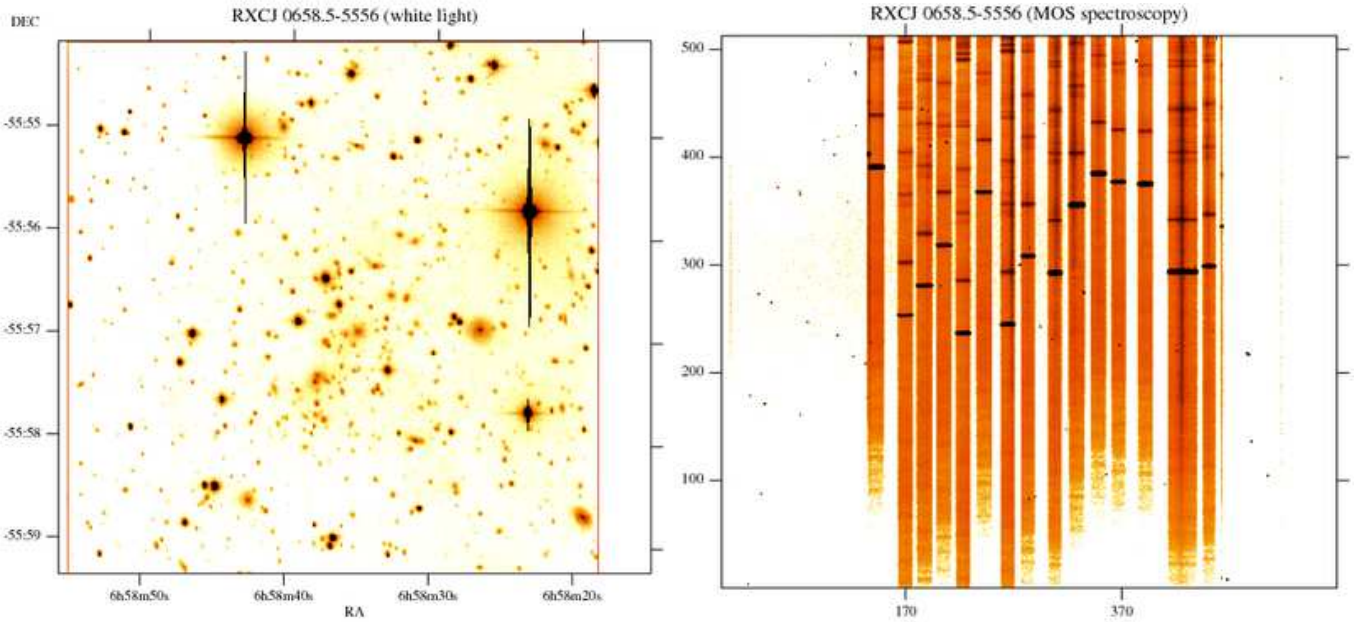 RXCJ 0658.5-5556 (white light)
DEC
-55:55
-55:56
-55:57
-55:58
-55:59
6h58m50s
6h58m40s
6h58m30s
6h58m20s
RA
RXCJ 0658.5-5556 (MOS spectroscopy)
500
400
300
200
100
170
370